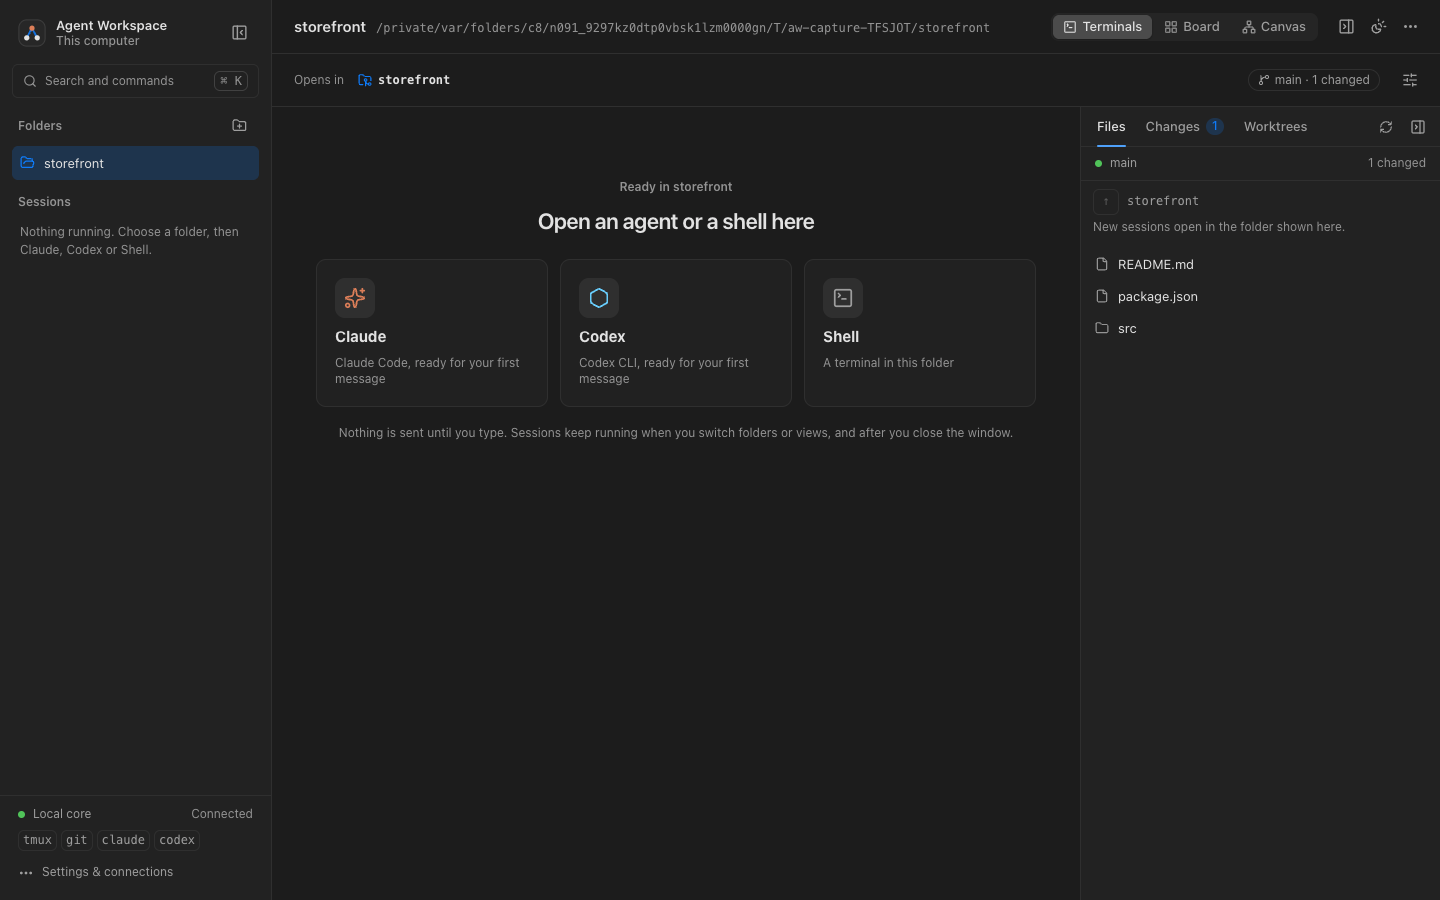 Agent Workspace
This computer
Search and commands ⌘ K
Folders
storefront
Sessions
Nothing running. Choose a folder, then
Claude, Codex or Shell.
Local core Connected
tmux git claude codex
Settings & connections
storefront /private/var/folders/c8/n091_9297kz0dtp0vbsk1lzm0000gn/T/aw-capture-TFSJOT/storefront
Terminals Board Canvas
Opens in storefront
main · 1 changed
Ready in storefront
Open an agent or a shell here
Claude
Claude Code, ready for your first
message
Codex
Codex CLI, ready for your first
message
Shell
A terminal in this folder
Nothing is sent until you type. Sessions keep running when you switch folders or views, and after you close the window.
Files Changes 1 Worktrees
main 1 changed
↑ storefront
New sessions open in the folder shown here.
README.md
package.json
src